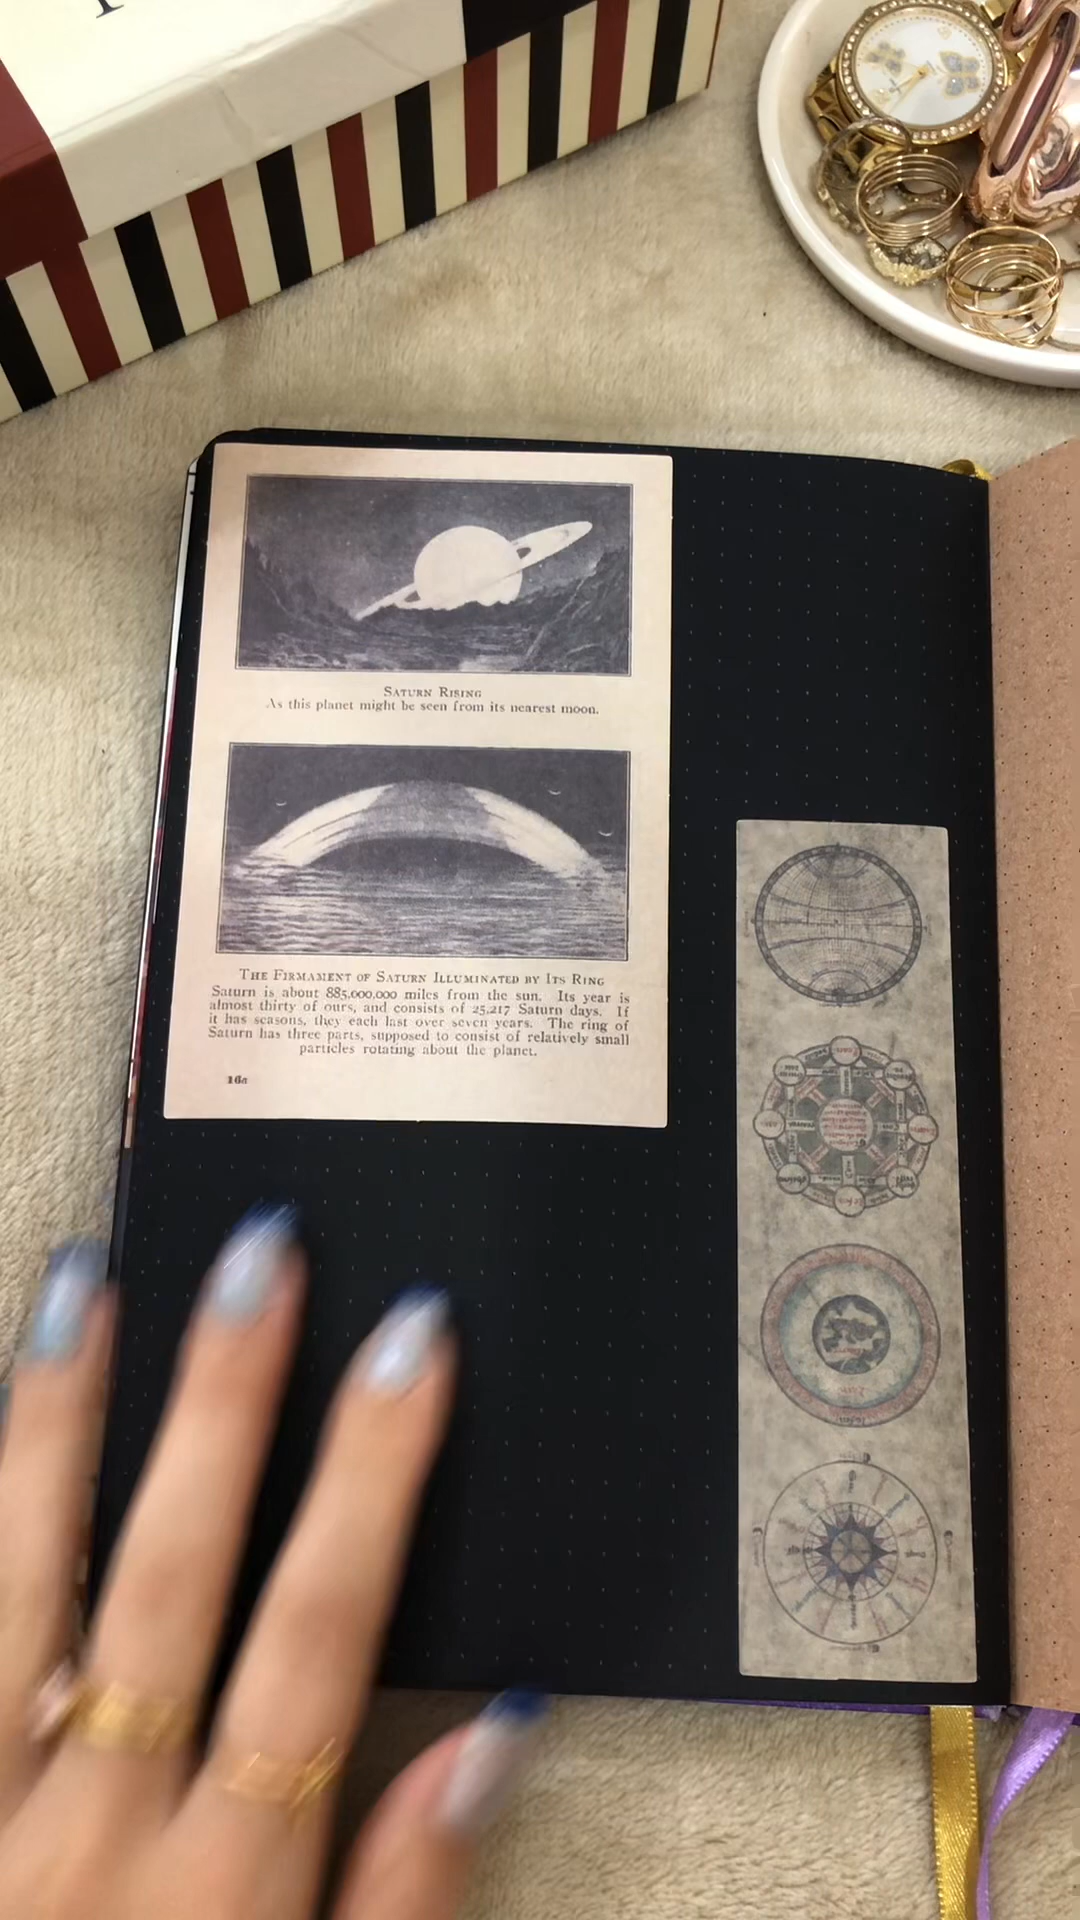 SATURN RISING
As this planet might be seen from its nearest moon.
THE FIRMAMENT OF SATURN ILLUMINATED BY ITS RING
Saturn is about 885,000,000 miles from the sun. Its year is
almost thirty of ours, and consists of 25,217 Saturn days. If
it has seasons, they each last over seven years. The ring of
Saturn has three parts, supposed to consist of relatively small
particles rotating about the planet.
16a